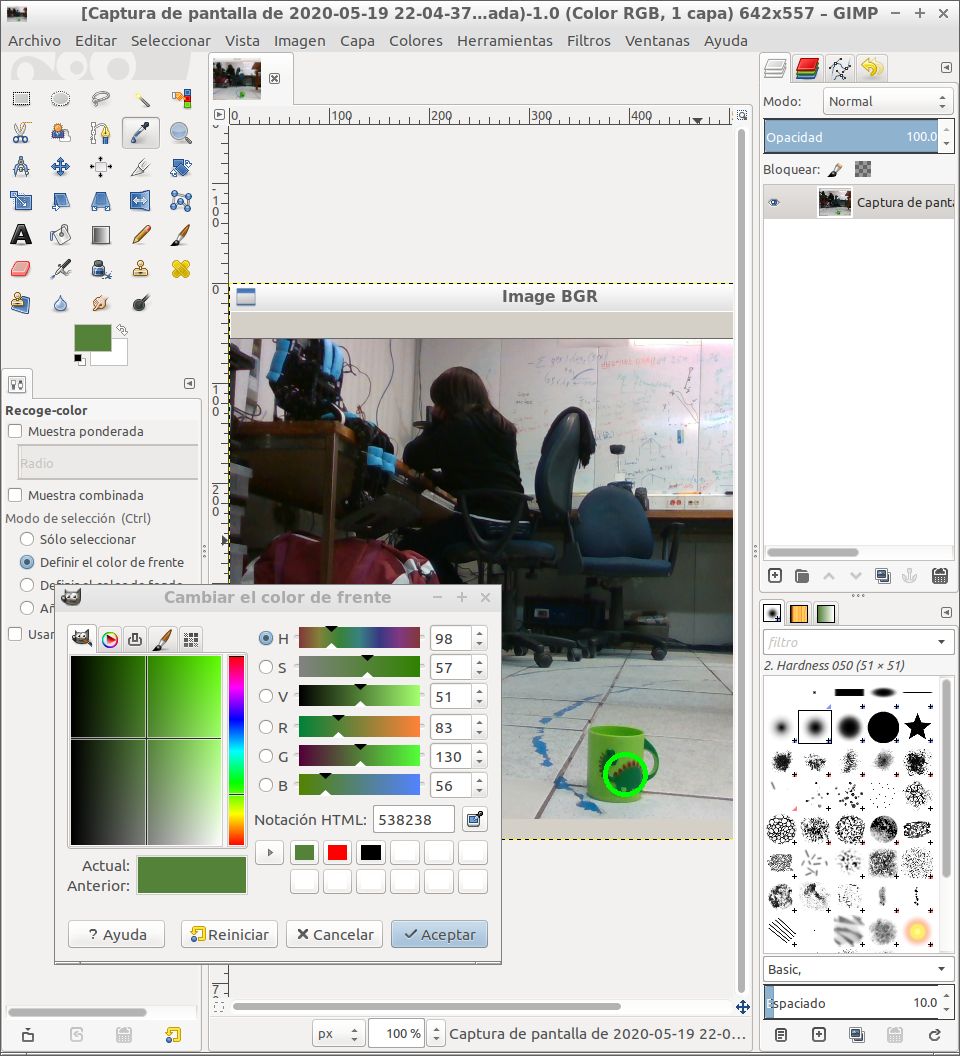 [Captura de pantalla de 2020-05-19 22-04-37…ada)-1.0 (Color RGB, 1 capa) 642x557 – GIMP
Archivo Editar Seleccionar Vista Imagen Capa Colores Herramientas Filtros Ventanas Ayuda
0 100 200 300 400
Modo: Normal
Opacidad 100.0
Bloquear:
Captura de panta
100
0
100
200
Image BGR
Recoge-color
Muestra ponderada
Radio
Muestra combinada
Modo de selección (Ctrl)
Sólo seleccionar
Definir el color de frente
Usar
Cambiar el color de frente
H 98
S 57
V 51
R 83
G 130
B 56
Notación HTML: 538238
Actual:
Anterior:
? Ayuda
Reiniciar
Cancelar
Aceptar
filtro
2. Hardness 050 (51 × 51)
Basic,
Espaciado 10.0
px 100 % Captura de pantalla de 2020-05-19 22-0…